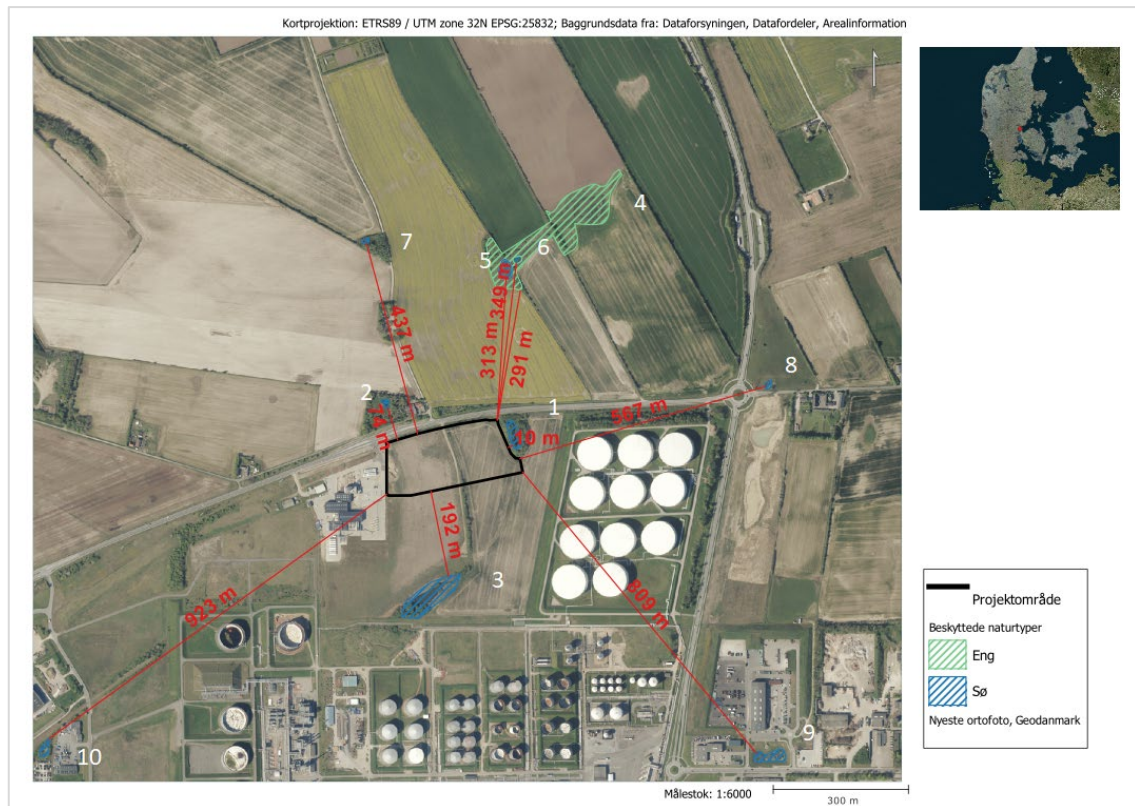 Kortprojektion: ETRS89 / UTM zone 32N EPSG:25832; Baggrundsdata fra: Dataforsyningen, Datafordeler, Arealinformation
4
7
5
6
349 m
437 m
313 m
291 m
8
2
1
567 m
74 m
10 m
192 m
3
923 m
809 m
9
10
Projektområde
Beskyttede naturtyper
Eng
Sø
Nyeste ortofoto, Geodanmark
Målestok: 1:6000
300 m